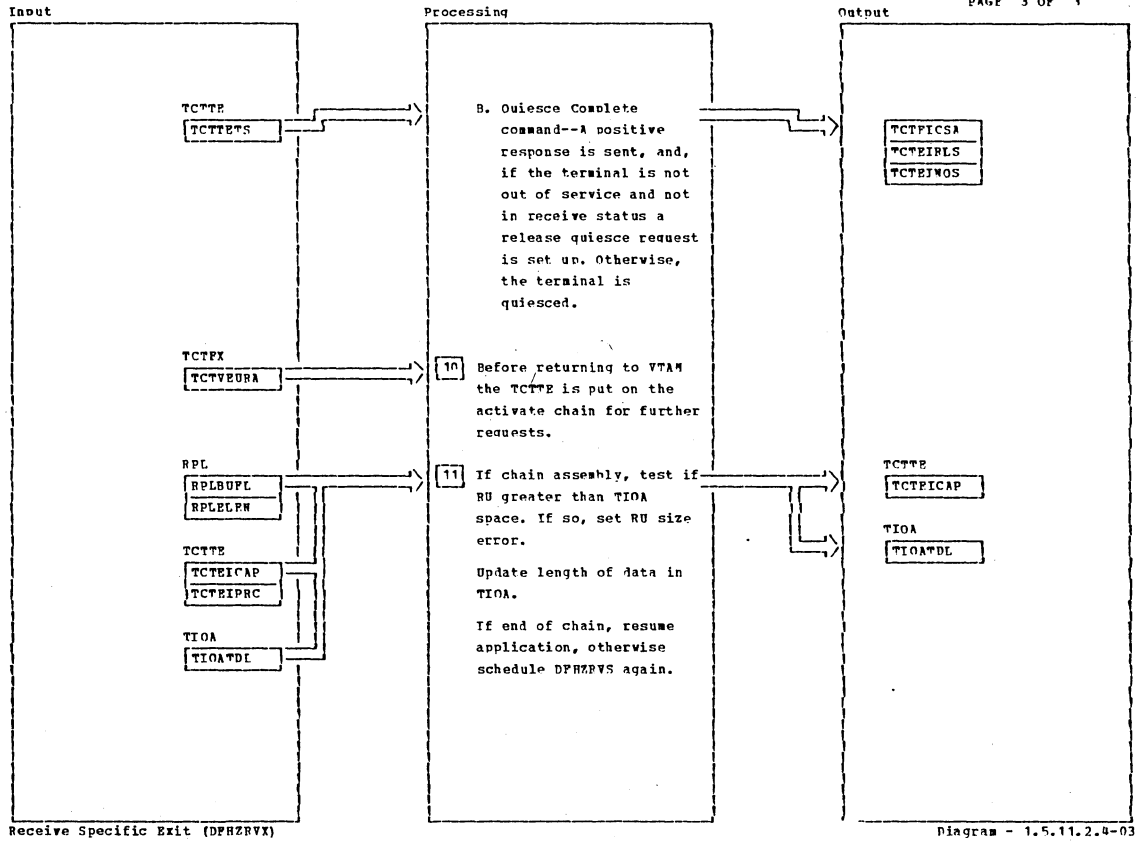 PAGE 3 OF 3
Input
Processing
Output
TCTTE
TCTTETS
B. Quiesce Complete
command--A positive
response is sent, and,
if the terminal is not
out of service and not
in receive status a
release quiesce request
is set up. Otherwise,
the terminal is
quiesced.
TCTEICSA
TCTEIRLS
TCTEINOS
TCTFX
TCTVEURA
10 Before returning to VTAM
the TCTTE is put on the
activate chain for further
requests.
RPL
RPLBUFL
RPLRLEN
TCTTE
TCTEICAP
TCTEIPRC
TIOA
TIOATDL
11 If chain assembly, test if
RU greater than TIOA
space. If so, set RU size
error.
Update length of data in
TIOA.
If end of chain, resume
application, otherwise
schedule DFHZRVS again.
TCTTE
TCTEICAP
TIOA
TIOATDL
Receive Specific Exit (DFHZRVX)
Diagram - 1.5.11.2.4-03